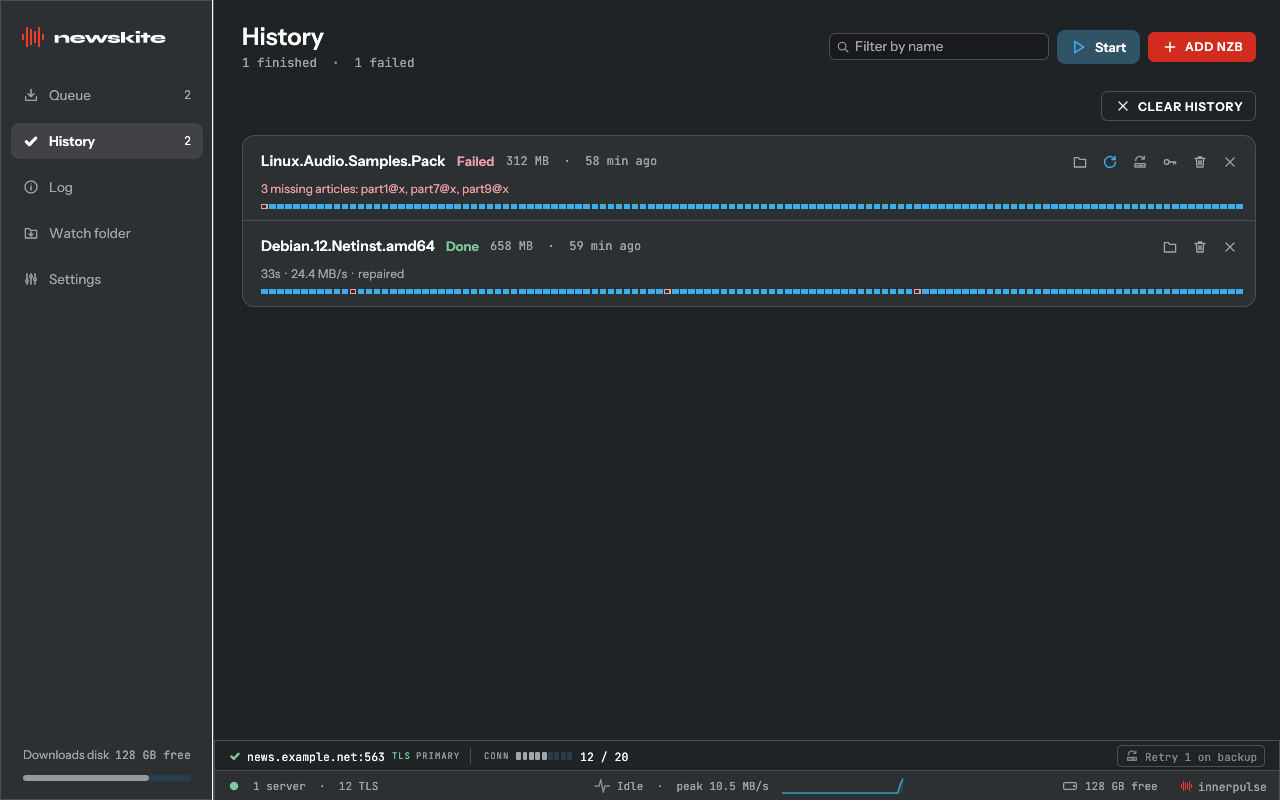 newskite
Queue 2
History 2
Log
Watch folder
Settings
Downloads disk 128 GB free
History
1 finished · 1 failed
Filter by name
Start
ADD NZB
CLEAR HISTORY
Linux.Audio.Samples.Pack Failed 312 MB · 58 min ago
3 missing articles: part1@x, part7@x, part9@x
Debian.12.Netinst.amd64 Done 658 MB · 59 min ago
33s · 24.4 MB/s · repaired
news.example.net:563 TLS PRIMARY CONN 12 / 20
Retry 1 on backup
1 server · 12 TLS
Idle · peak 10.5 MB/s
128 GB free
innerpulse